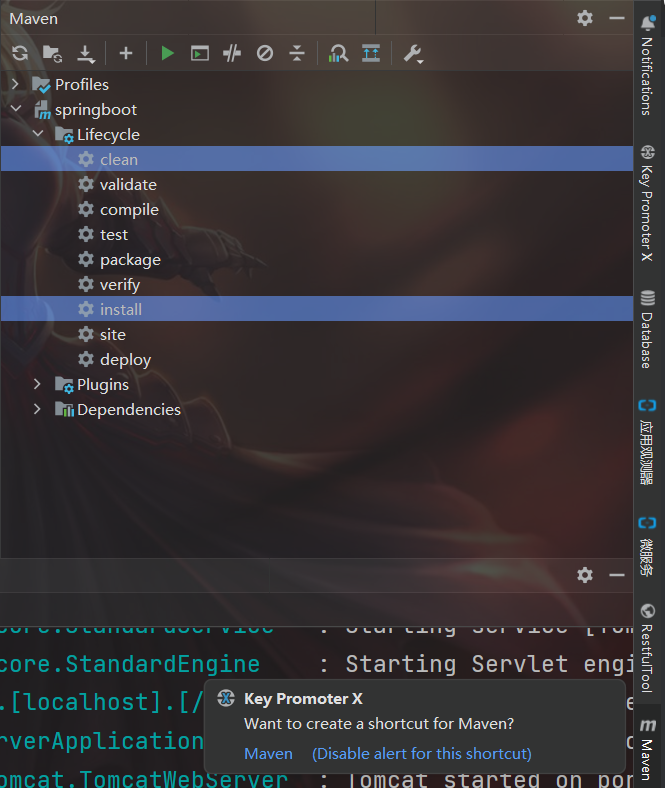 Maven
Profiles
springboot
Lifecycle
clean
validate
compile
test
package
verify
install
site
deploy
Plugins
Dependencies
Notifications
Key Promoter X
Database
应用观测器
微服务
RestfulTool
Maven
core.StandardService : Starting service [Tom
core.StandardEngine : Starting Servlet engi
.[localhost].[/
rverApplication
omcat.TomcatWebServer : Tomcat started on por
Key Promoter X
Want to create a shortcut for Maven?
Maven (Disable alert for this shortcut)